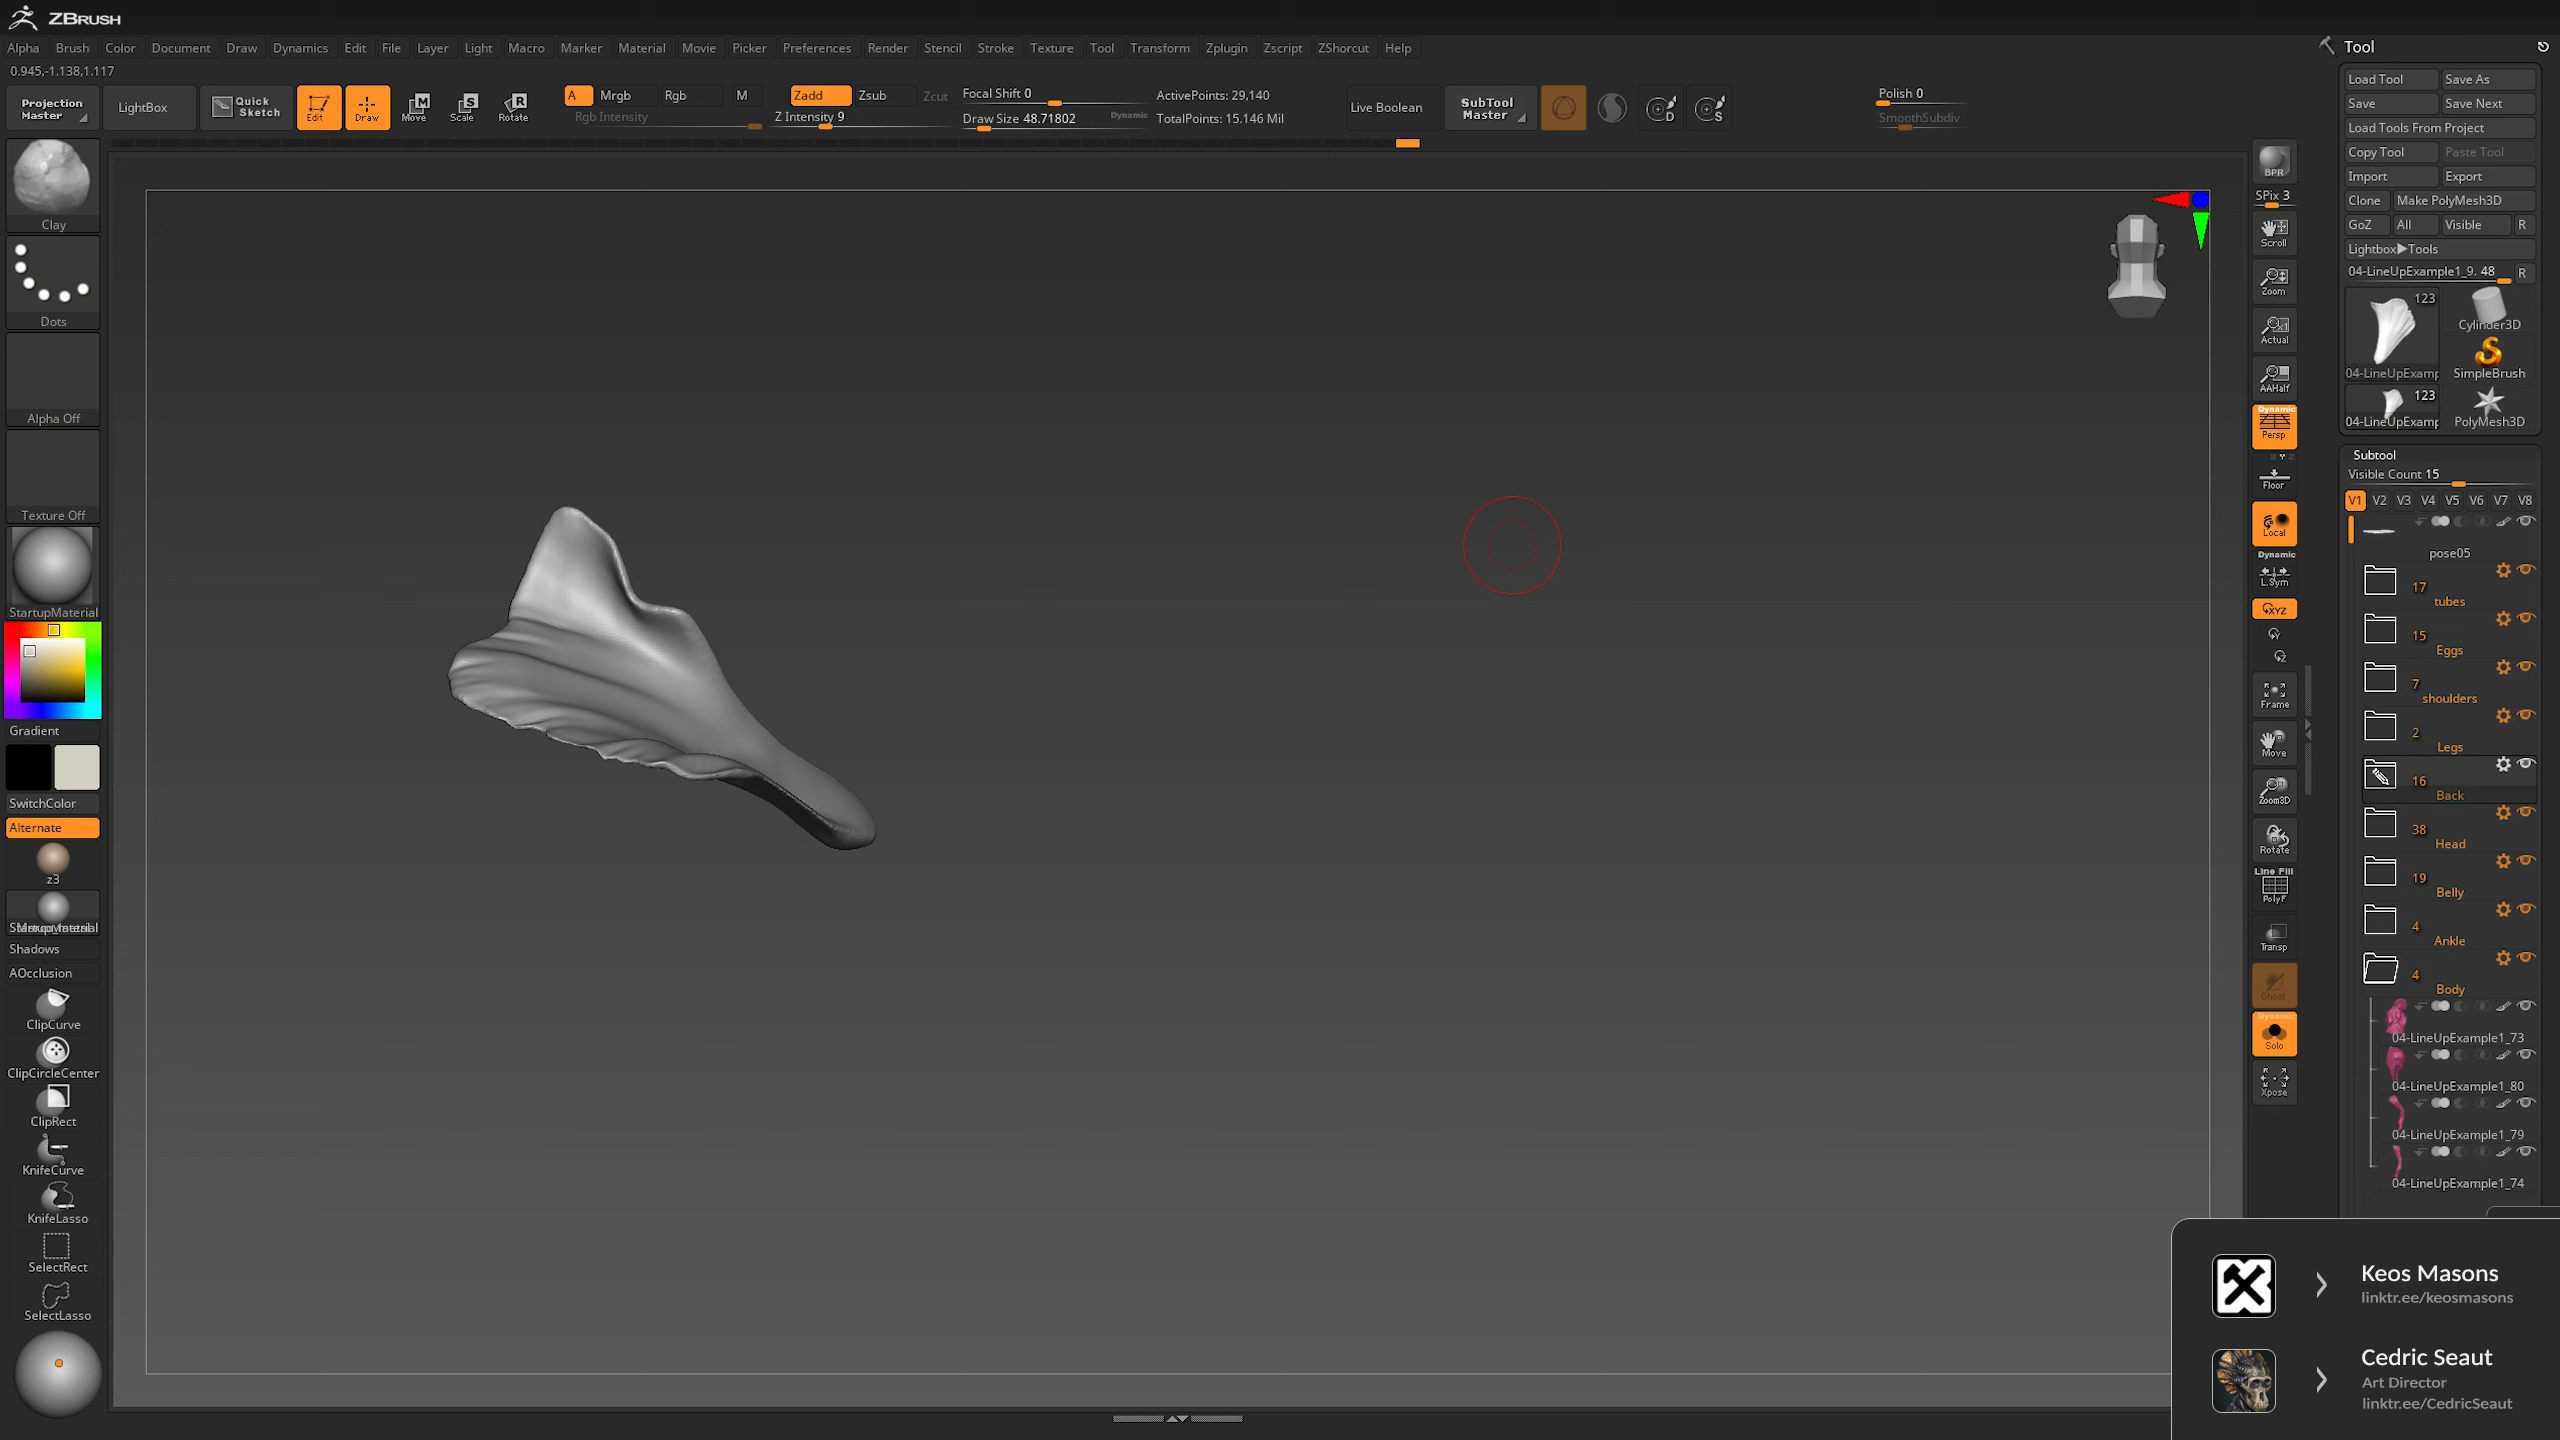 ZBRUSH
Alpha Brush Color Document Draw Dynamics Edit File Layer Light Macro Marker Material Movie Picker Preferences Render Stencil Stroke Texture Tool Transform Zplugin Zscript ZShorcut Help
0.945,-1.138,1.117
Projection Master
LightBox
Quick Sketch
Edit
Draw
Move
Scale
Rotate
A Mrgb Rgb M
Rgb Intensity
Zadd Zsub Zcut
Z Intensity 9
Focal Shift 0
Draw Size 48.71802
Dynamic
ActivePoints: 29,140
TotalPoints: 15.146 Mil
Live Boolean
SubTool Master
Polish 0
SmoothSubdiv
Clay
Dots
Alpha Off
Texture Off
StartupMaterial
Gradient
SwitchColor
Alternate
z3
Shadows
AOcclusion
ClipCurve
ClipCircleCenter
ClipRect
KnifeCurve
KnifeLasso
SelectRect
SelectLasso
BPR
SPix 3
Scroll
Zoom
Actual
AAHalf
Dynamic
Persp
Floor
Local
Dynamic
L.Sym
XYZ
Y
Z
Frame
Move
Zoom3D
Rotate
Line Fill
PolyF
Transp
Ghost
Dynamic
Solo
Xpose
Tool
Load Tool Save As
Save Save Next
Load Tools From Project
Copy Tool Paste Tool
Import Export
Clone Make PolyMesh3D
GoZ All Visible R
Lightbox▶Tools
04-LineUpExample1_9. 48 R
123
Cylinder3D
04-LineUpExamp SimpleBrush
123
04-LineUpExamp PolyMesh3D
Subtool
Visible Count 15
V1 V2 V3 V4 V5 V6 V7 V8
pose05
17
tubes
15
Eggs
7
shoulders
2
Legs
16
Back
38
Head
19
Belly
4
Ankle
4
Body
04-LineUpExample1_73
04-LineUpExample1_80
04-LineUpExample1_79
04-LineUpExample1_74
Keos Masons
linktr.ee/keosmasons
Cedric Seaut
Art Director
linktr.ee/CedricSeaut